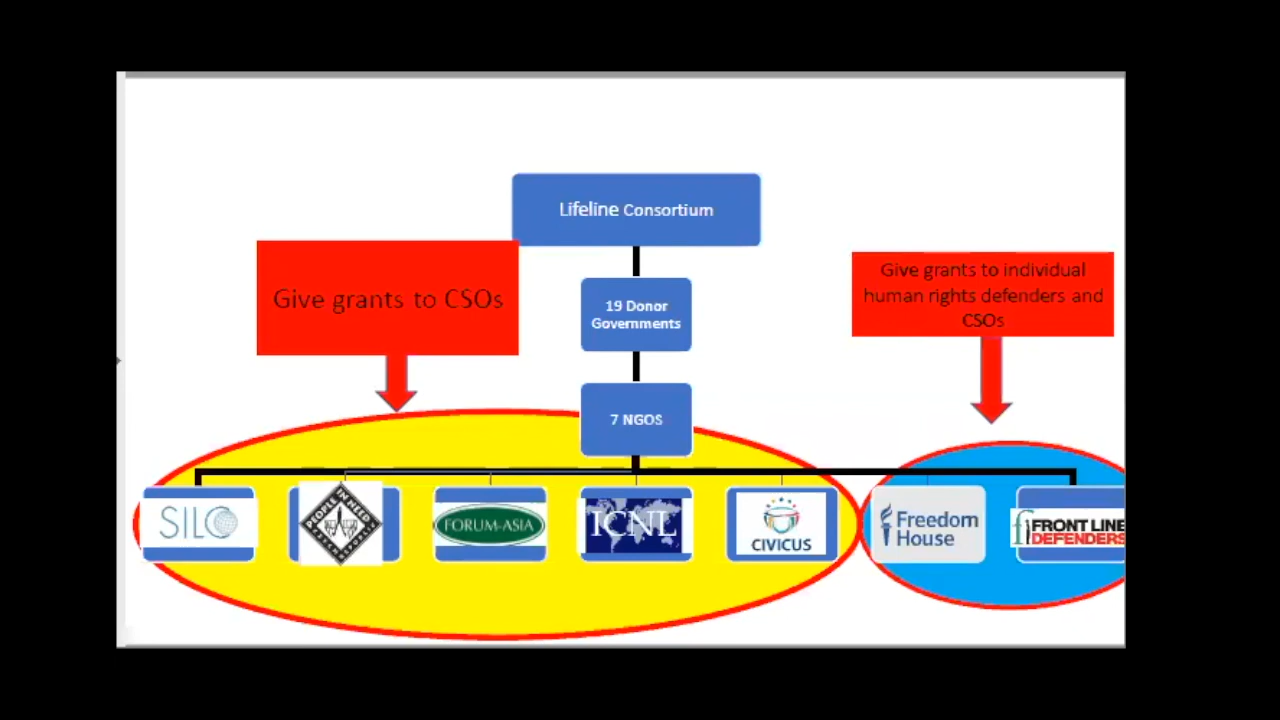 Lifeline Consortium
Give grants to CSOs
19 Donor
Governments
Give grants to individual
human rights defenders and
CSOs
7 NGOS
SILC
PEOPLE IN NEED
FORUM-ASIA
ICNL
CIVICUS
Freedom
House
FRONT LINE
DEFENDERS